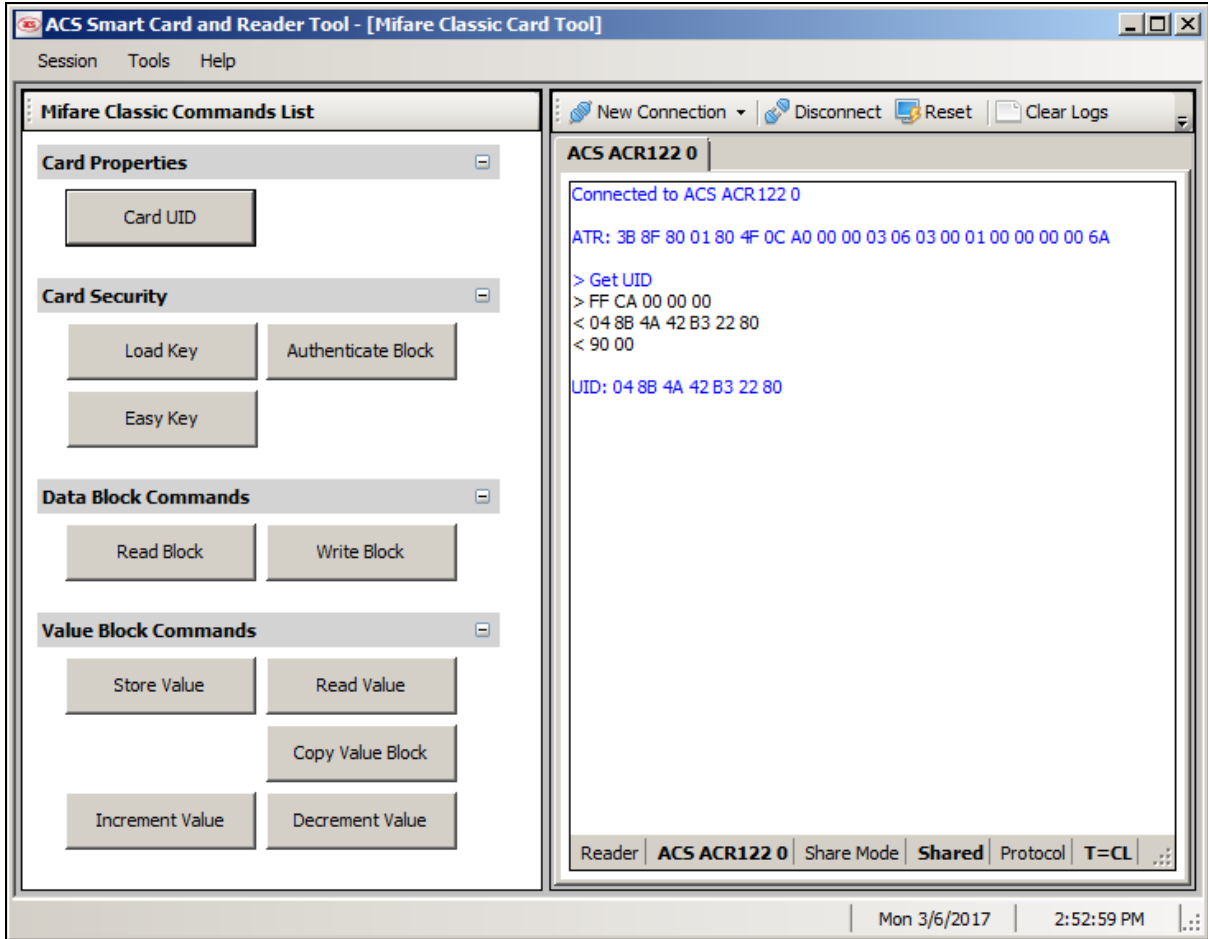 ACS Smart Card and Reader Tool - [Mifare Classic Card Tool]
Session Tools Help
Mifare Classic Commands List
Card Properties
Card UID
Card Security
Load Key Authenticate Block
Easy Key
Data Block Commands
Read Block Write Block
Value Block Commands
Store Value Read Value
Copy Value Block
Increment Value Decrement Value
New Connection Disconnect Reset Clear Logs
ACS ACR122 0
Connected to ACS ACR122 0
ATR: 3B 8F 80 01 80 4F 0C A0 00 00 03 06 03 00 01 00 00 00 00 6A
> Get UID
> FF CA 00 00 00
< 04 8B 4A 42 B3 22 80
< 90 00
UID: 04 8B 4A 42 B3 22 80
Reader ACS ACR122 0 Share Mode Shared Protocol T=CL
Mon 3/6/2017 2:52:59 PM